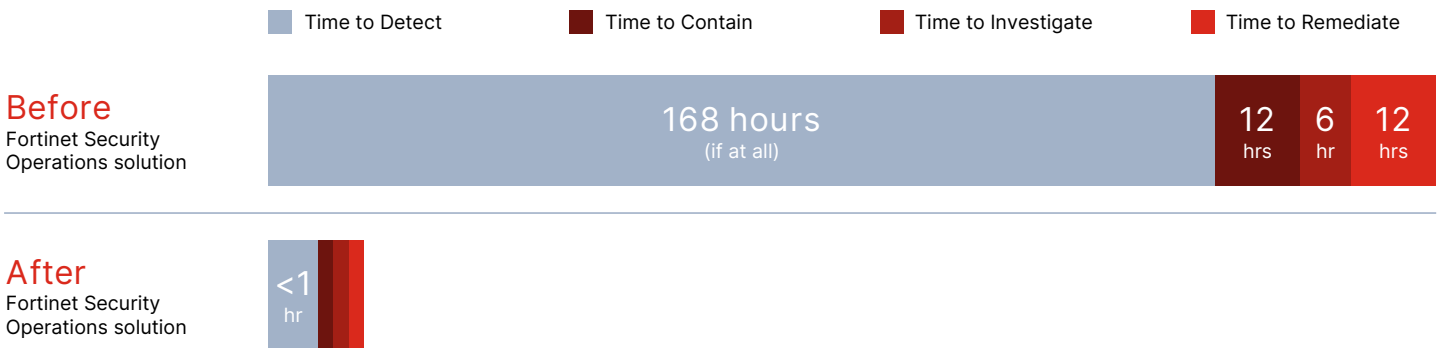 Time to Detect
Time to Contain
Time to Investigate
Time to Remediate
Before
Fortinet Security
Operations solution
168 hours
(if at all)
12
hrs
6
hr
12
hrs
After
Fortinet Security
Operations solution
<1
hr